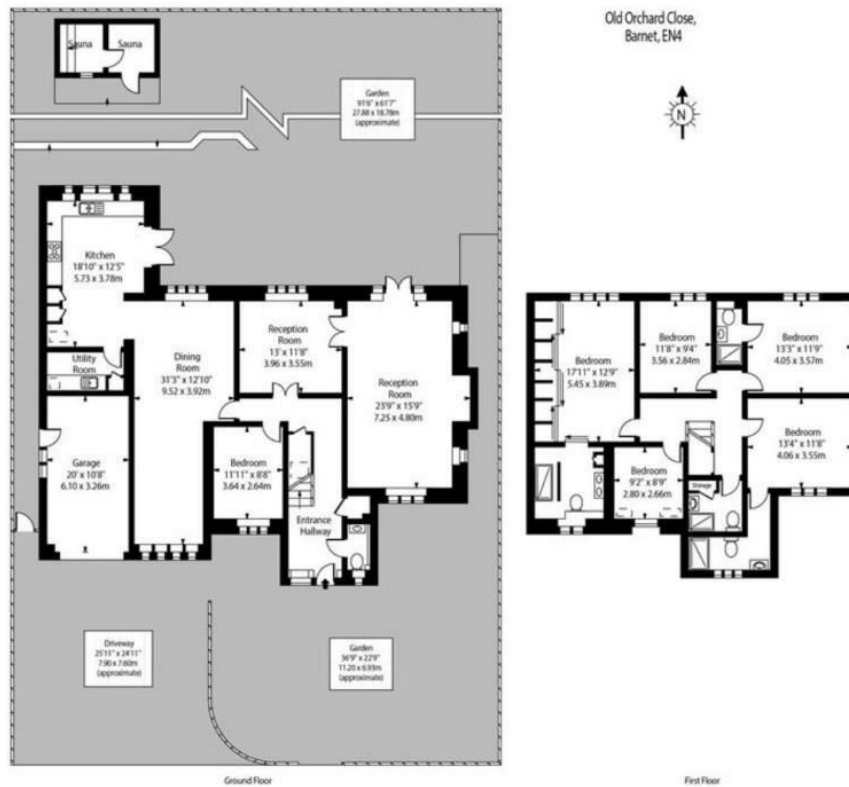 Old Orchard Close,
Barnet, EN4
N
Sauna
Sauna
Garden
91'6" x 61'7"
27.88 x 18.78m
(approximate)
Kitchen
18'10" x 12'5"
5.73 x 3.78m
Utility
Room
Dining
Room
31'3" x 12'10"
9.52 x 3.92m
Reception
Room
13' x 11'8"
3.96 x 3.55m
Reception
Room
23'9" x 15'9"
7.25 x 4.80m
Garage
20' x 10'8"
6.10 x 3.26m
Bedroom
11'11" x 8'8"
3.64 x 2.64m
Entrance
Hallway
Driveway
25'11" x 24'11"
7.90 x 7.60m
(approximate)
Garden
36'9" x 22'9"
11.20 x 6.93m
(approximate)
Ground Floor
Bedroom
17'11" x 12'9"
5.45 x 3.89m
Bedroom
11'8" x 9'4"
3.56 x 2.84m
Bedroom
13'3" x 11'9"
4.05 x 3.57m
Bedroom
13'4" x 11'8"
4.06 x 3.55m
Bedroom
9'2" x 8'9"
2.80 x 2.66m
Storage
First Floor